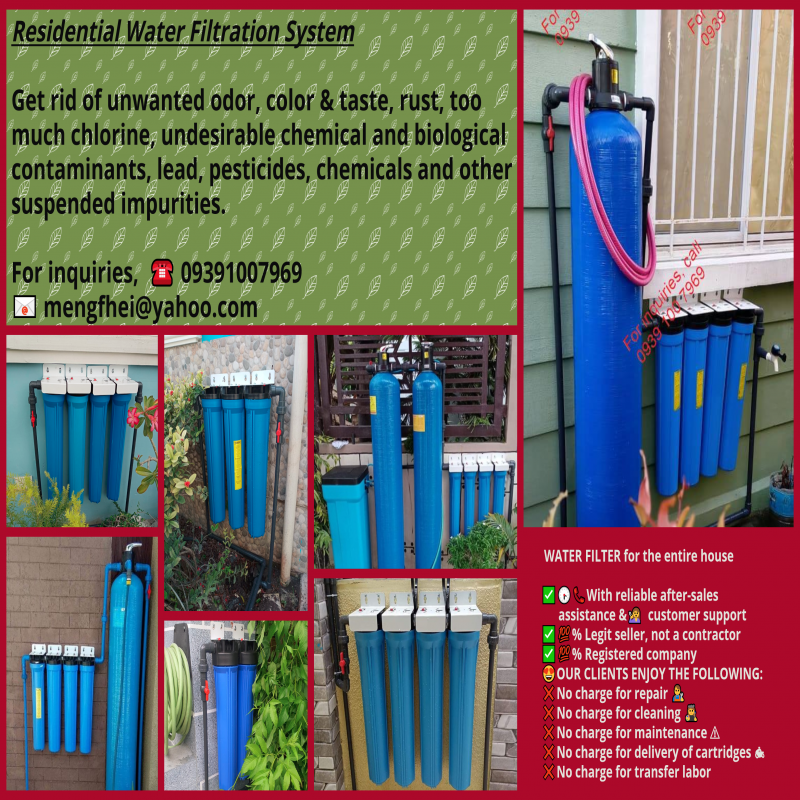 Residential Water Filtration System
Get rid of unwanted odor, color & taste, rust, too
much chlorine, undesirable chemical and biological
contaminants, lead, pesticides, chemicals and other
suspended impurities.
For inquiries, ☎ 09391007969
📧 mengfhei@yahoo.com
For
0939
For
0939
For inquiries, call
0939 100 7969
WATER FILTER for the entire house
✅🕞📞With reliable after-sales
assistance &🙋 customer support
✅💯% Legit seller, not a contractor
✅💯% Registered company
🤩OUR CLIENTS ENJOY THE FOLLOWING:
❌No charge for repair 👩‍🔧
❌No charge for cleaning 👩‍🍳
❌No charge for maintenance ⚠
❌No charge for delivery of cartridges 🛵
❌No charge for transfer labor